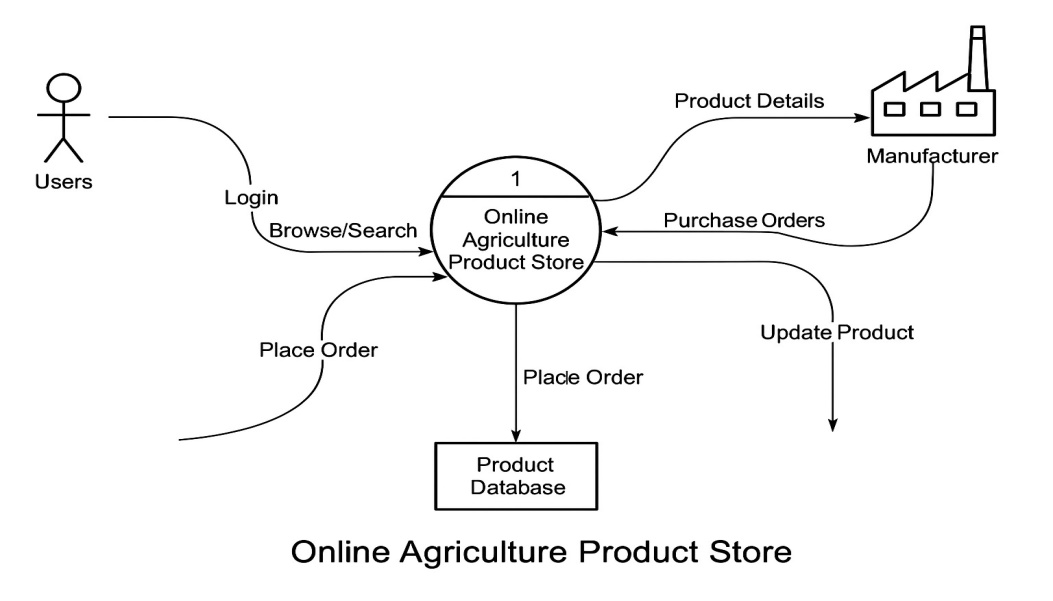 Product Details
Manufacturer
Users
1
Login
Online
Agriculture
Product Store
Browse/Search
Purchase Orders
Place Order
Update Product
Place Order
Product
Database
Online Agriculture Product Store